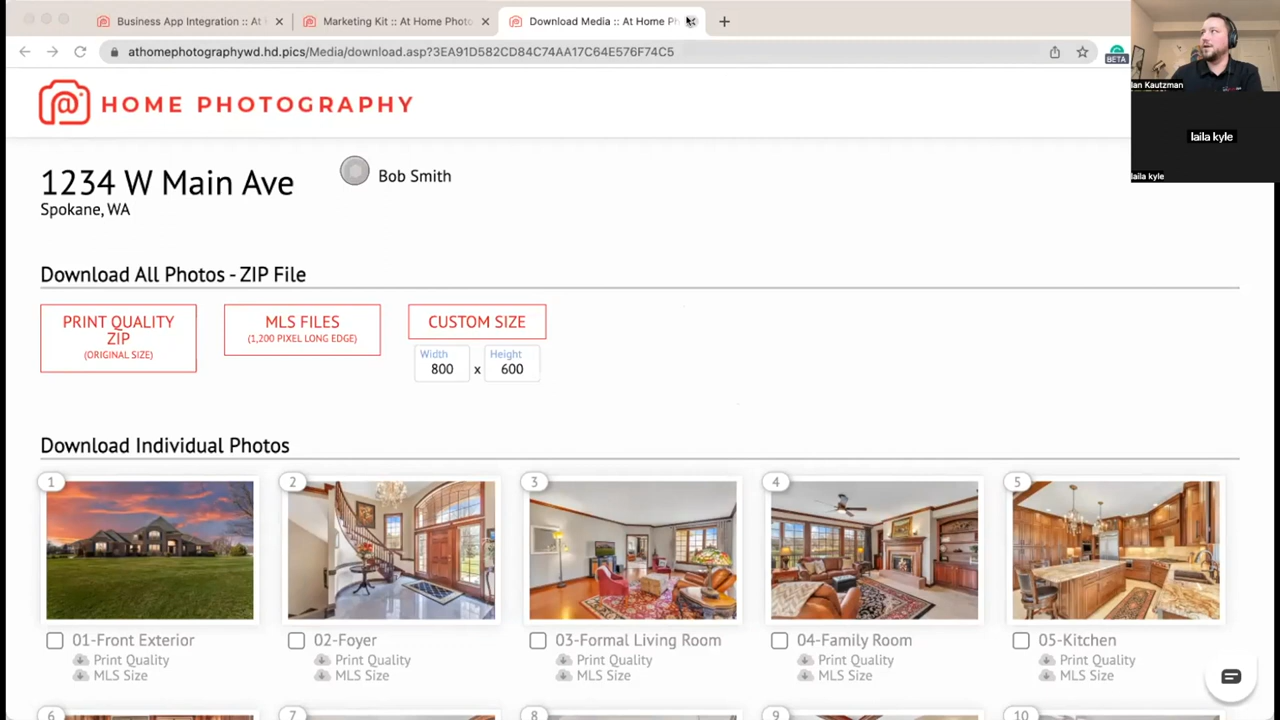 Business App Integration :: At
Marketing Kit :: At Home Photo
Download Media :: At Home Ph
athomephotographywd.hd.pics/Media/download.asp?3EA91D582CD84C74AA17C64E576F74C5
BETA
HOME PHOTOGRAPHY
lan Kautzman
laila kyle
laila kyle
1234 W Main Ave
Bob Smith
Spokane, WA
Download All Photos - ZIP File
PRINT QUALITY
ZIP
(ORIGINAL SIZE)
MLS FILES
(1,200 PIXEL LONG EDGE)
CUSTOM SIZE
Width
800
x
Height
600
Download Individual Photos
1
2
3
4
5
01-Front Exterior
Print Quality
MLS Size
02-Foyer
Print Quality
MLS Size
03-Formal Living Room
Print Quality
MLS Size
04-Family Room
Print Quality
MLS Size
05-Kitchen
Print Quality
MLS Size
6
7
8
9
10